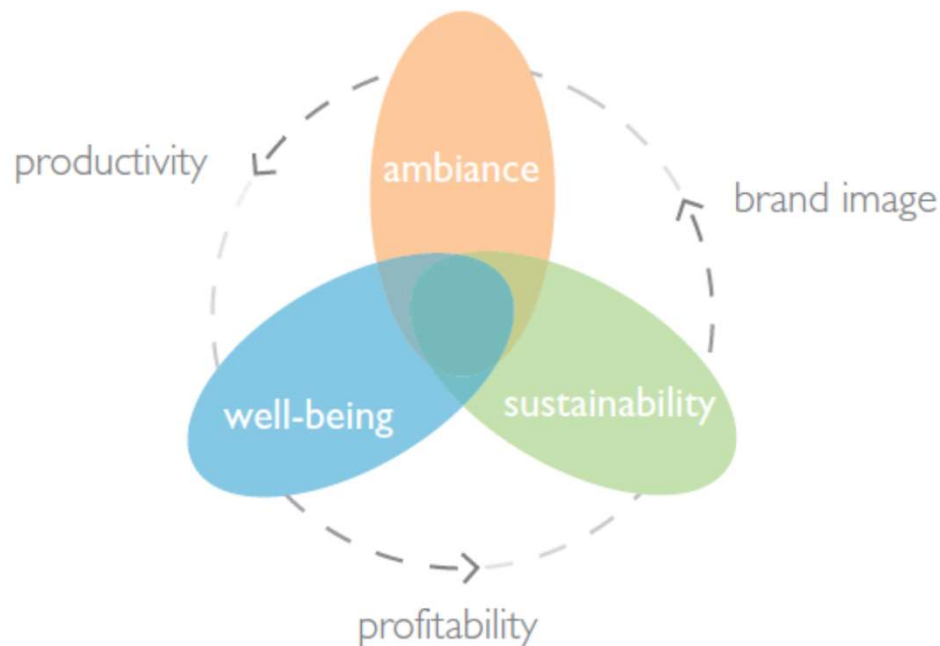 productivity
ambiance
brand image
well-being
sustainability
profitability